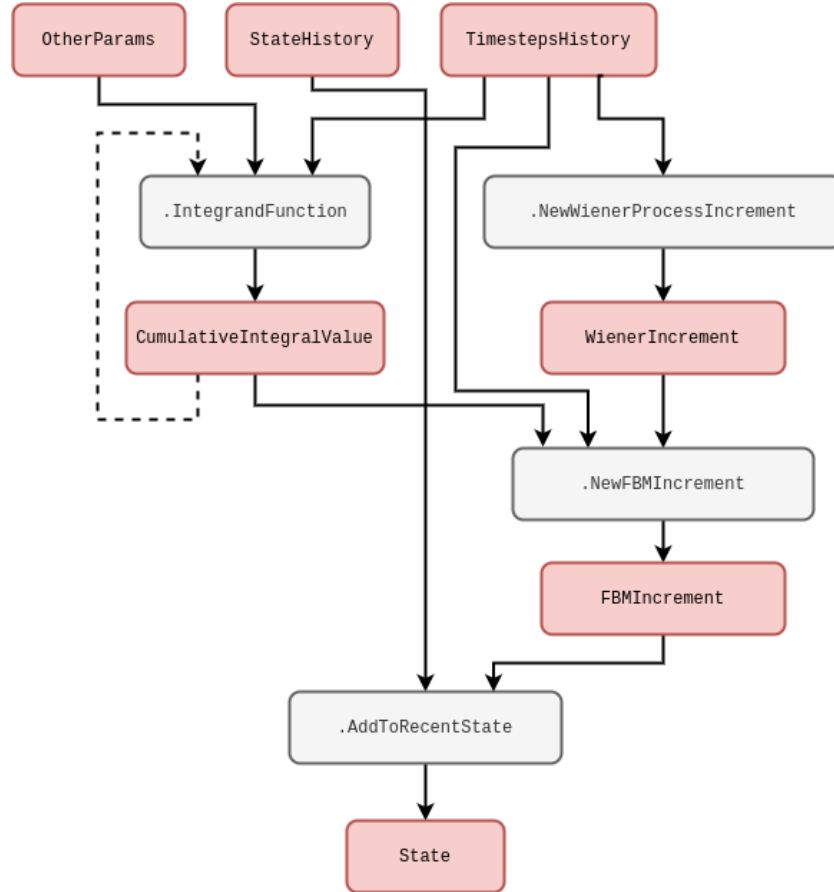 OtherParams
StateHistory
TimestepsHistory
.IntegrandFunction
.NewWienerProcessIncrement
CumulativeIntegralValue
WienerIncrement
.NewFBMIncrement
FBMIncrement
.AddToRecentState
State